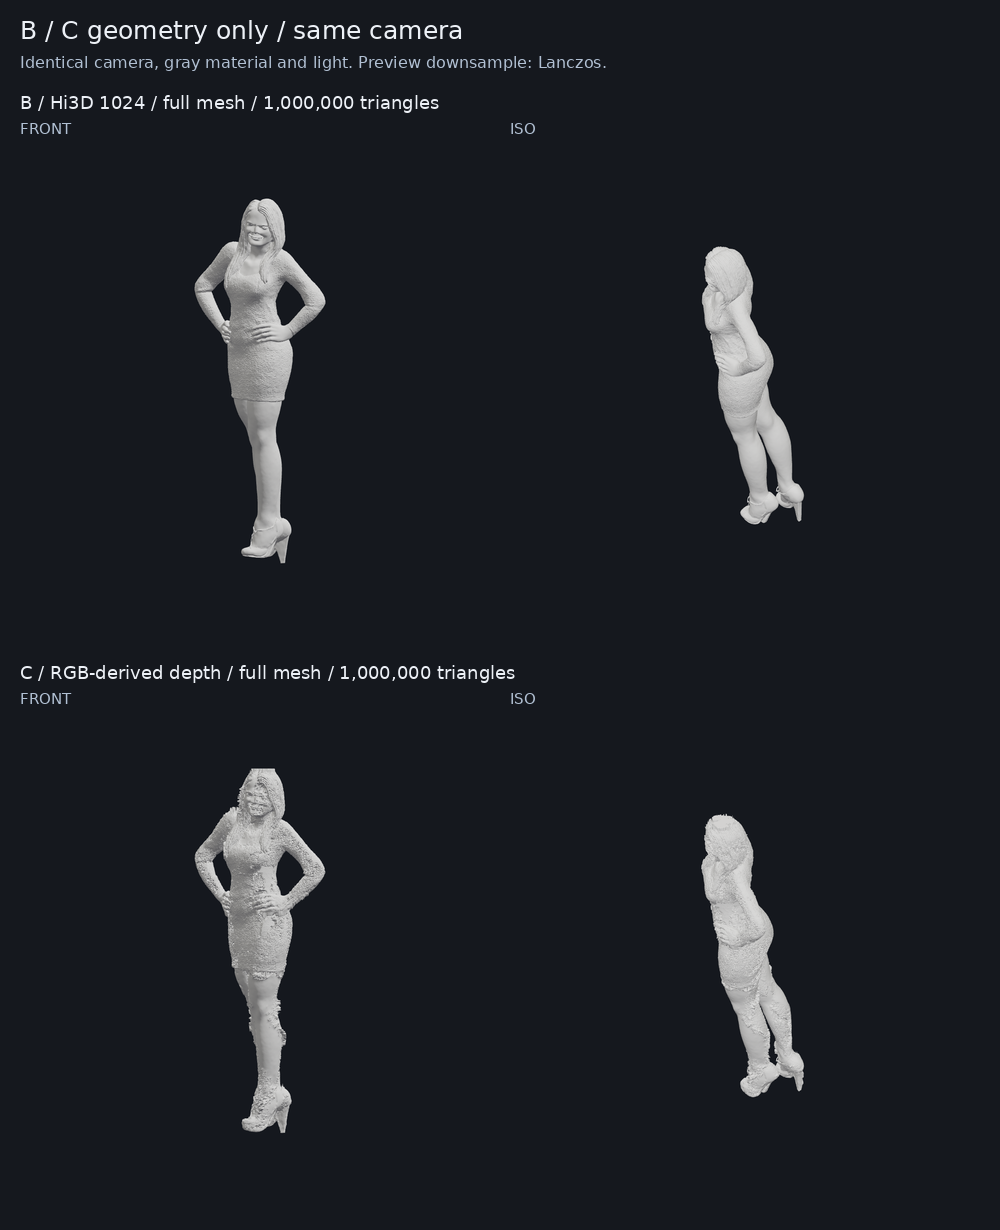 B / C geometry only / same camera
Identical camera, gray material and light. Preview downsample: Lanczos.
B / Hi3D 1024 / full mesh / 1,000,000 triangles
FRONT ISO
C / RGB-derived depth / full mesh / 1,000,000 triangles
FRONT ISO